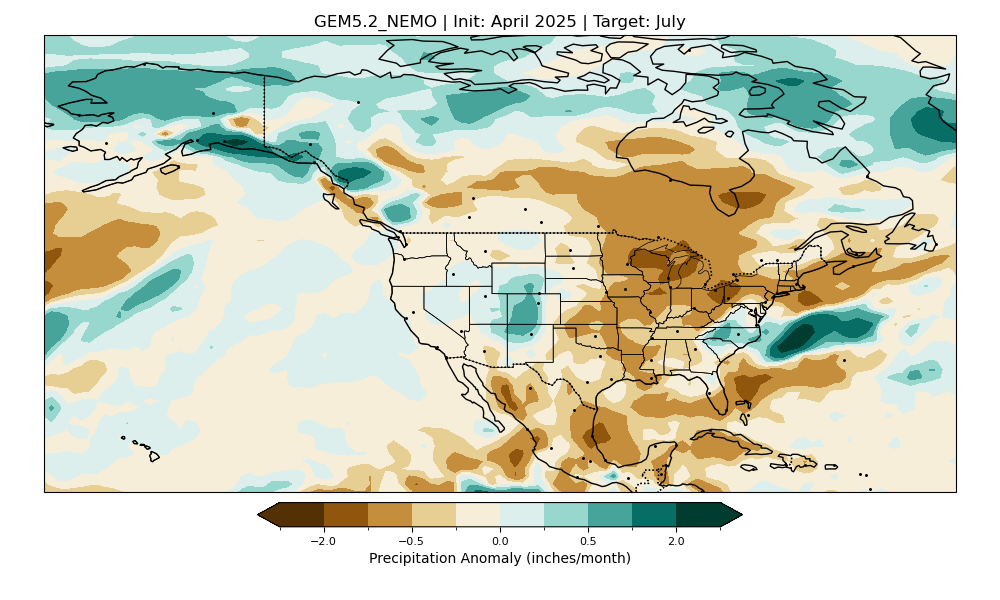 GEM5.2_NEMO | Init: April 2025 | Target: July
−2.0 −0.5 0.0 0.5 2.0
Precipitation Anomaly (inches/month)